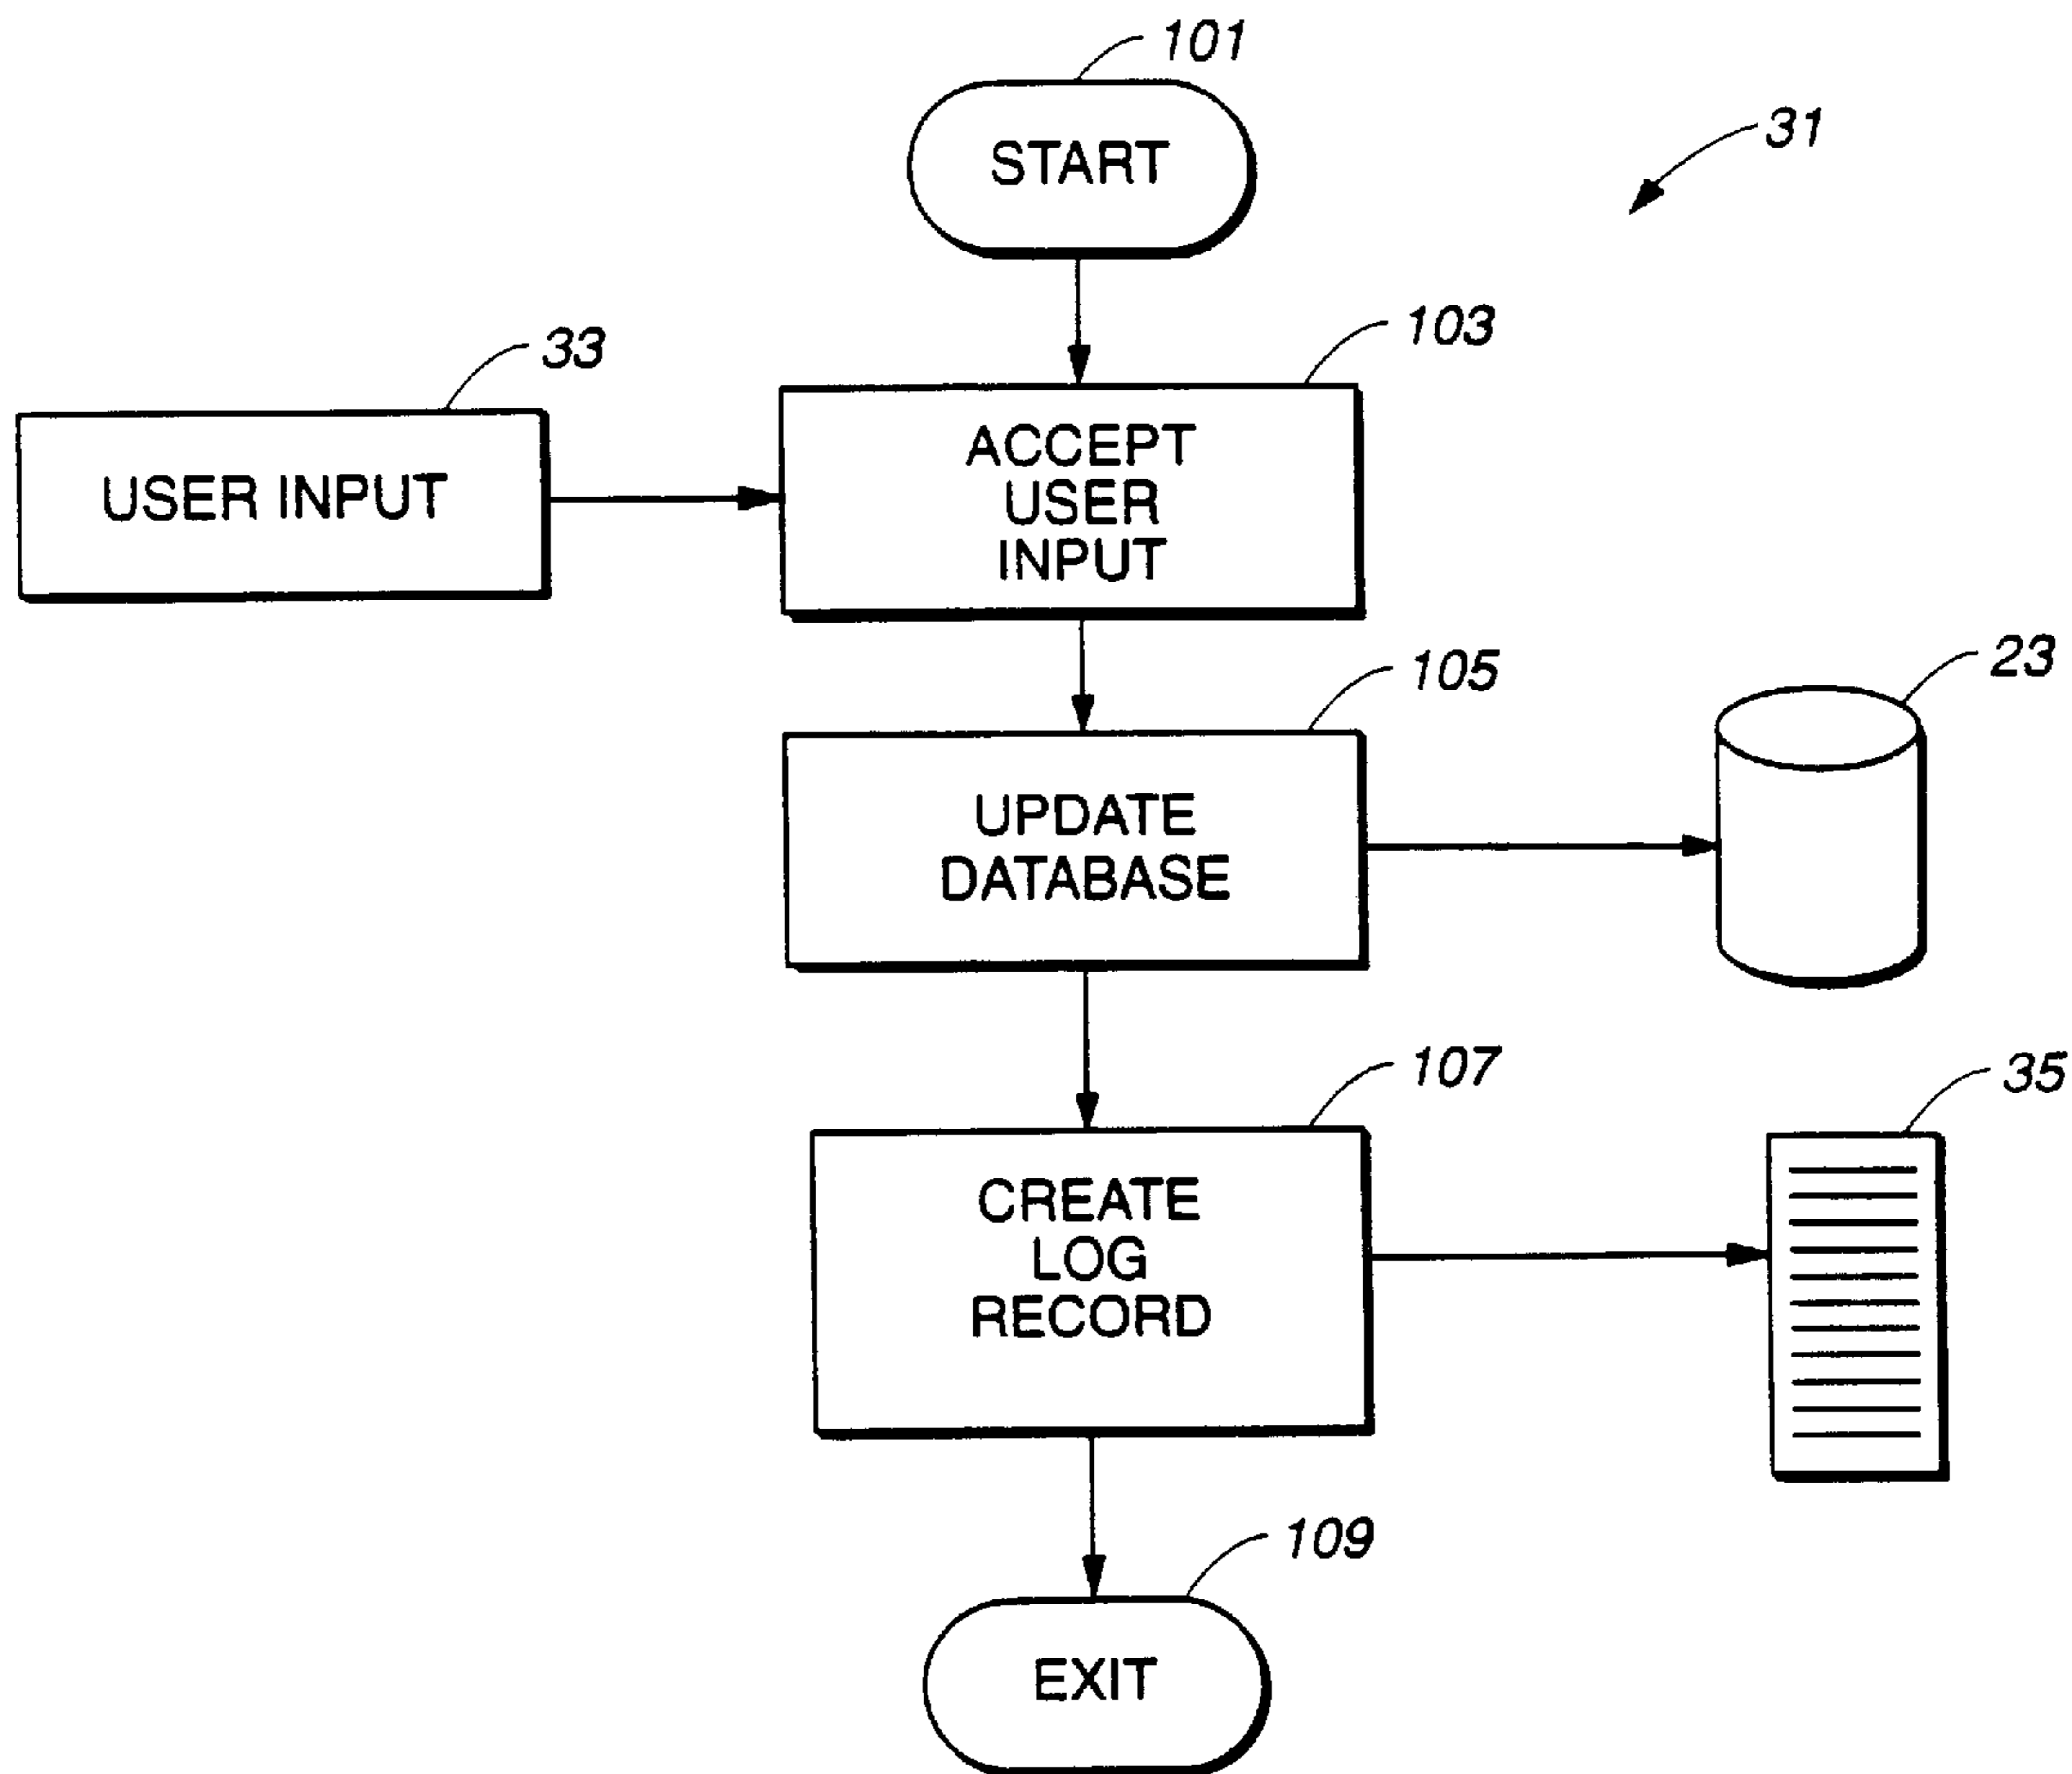 101
START
31
33
103
USER INPUT
ACCEPT
USER
INPUT
105
23
UPDATE
DATABASE
107
35
CREATE
LOG
RECORD
109
EXIT